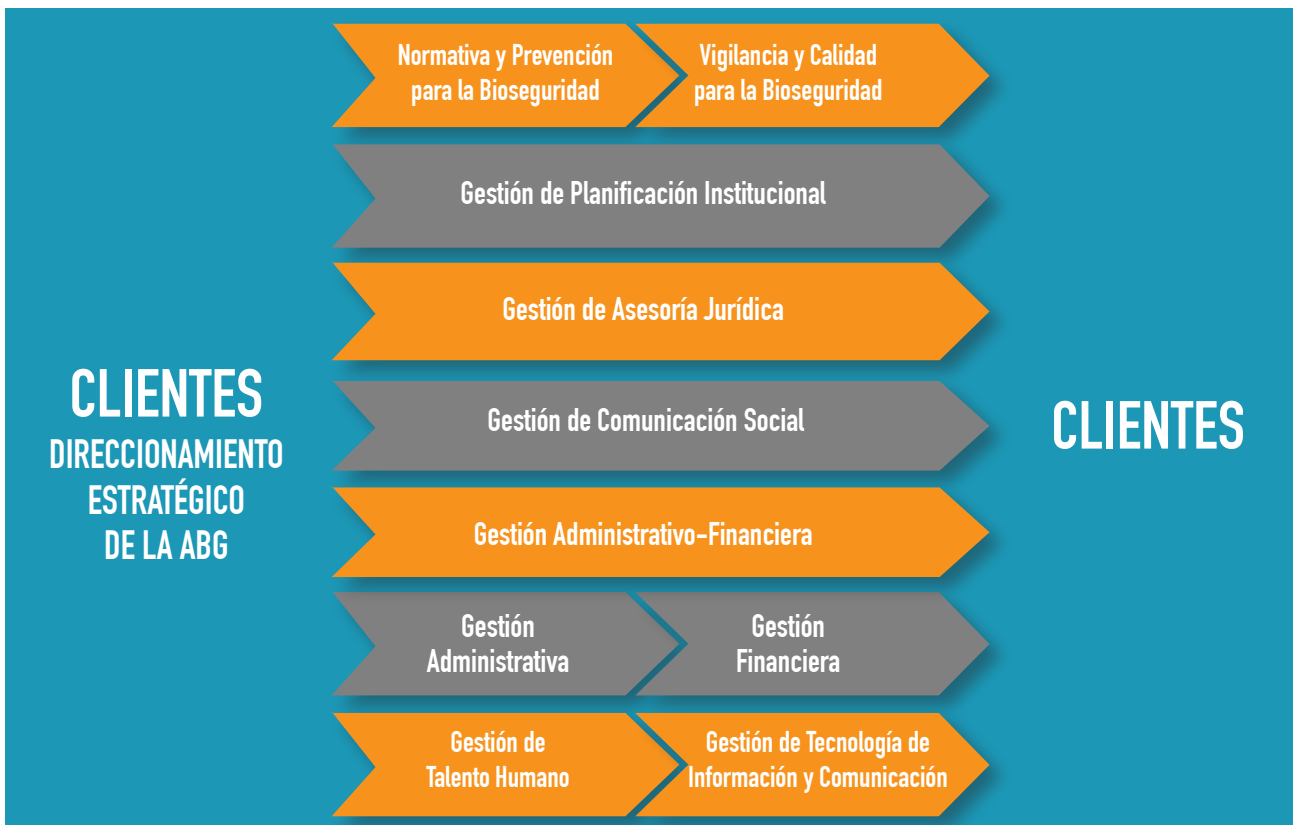 Normativa y Prevención
para la Bioseguridad
Vigilancia y Calidad
para la Bioseguridad
Gestión de Planificación Institucional
Gestión de Asesoría Jurídica
CLIENTES
DIRECCIONAMIENTO
ESTRATÉGICO
DE LA ABG
Gestión de Comunicación Social
CLIENTES
Gestión Administrativo-Financiera
Gestión
Administrativa
Gestión
Financiera
Gestión de
Talento Humano
Gestión de Tecnología de
Información y Comunicación